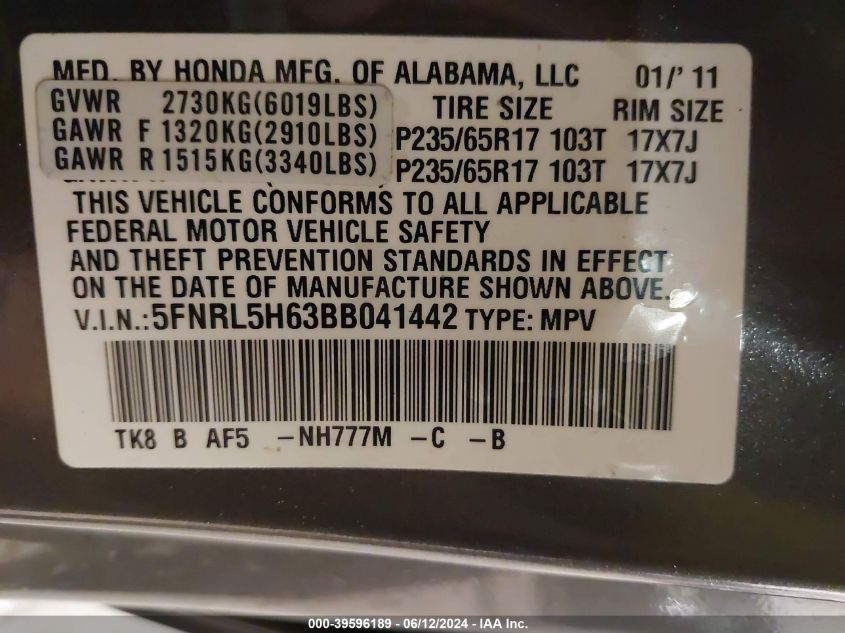 MFD. BY HONDA MFG. OF ALABAMA, LLC 01/' 11
GVWR 2730KG(6019LBS) TIRE SIZE RIM SIZE
GAWR F 1320KG(2910LBS) P235/65R17 103T 17X7J
GAWR R 1515KG(3340LBS) P235/65R17 103T 17X7J
THIS VEHICLE CONFORMS TO ALL APPLICABLE
FEDERAL MOTOR VEHICLE SAFETY
AND THEFT PREVENTION STANDARDS IN EFFECT
ON THE DATE OF MANUFACTURE SHOWN ABOVE.
V.I.N.: 5FNRL5H63BB041442 TYPE: MPV
TK8 B AF5 -NH777M -C -B
000-39596189 - 06/12/2024 - IAA Inc.